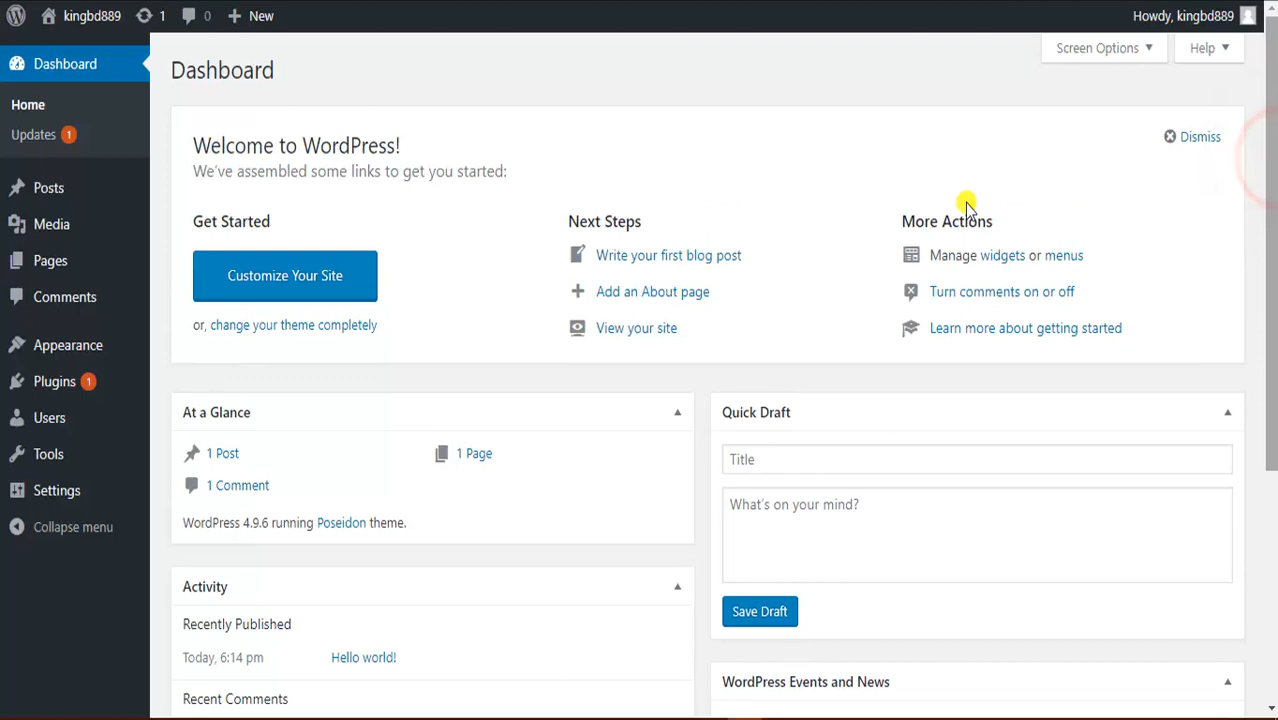 kingbd889 1 0 New Howdy, kingbd889
Dashboard
Home
Updates 1
Posts
Media
Pages
Comments
Appearance
Plugins 1
Users
Tools
Settings
Collapse menu
Screen Options Help
Dashboard
Welcome to WordPress!
We've assembled some links to get you started:
Dismiss
Get Started
Customize Your Site
or, change your theme completely
Next Steps
Write your first blog post
Add an About page
View your site
More Actions
Manage widgets or menus
Turn comments on or off
Learn more about getting started
At a Glance
1 Post 1 Page
1 Comment
WordPress 4.9.6 running Poseidon theme.
Activity
Recently Published
Today, 6:14 pm Hello world!
Recent Comments
Quick Draft
Title
What's on your mind?
Save Draft
WordPress Events and News